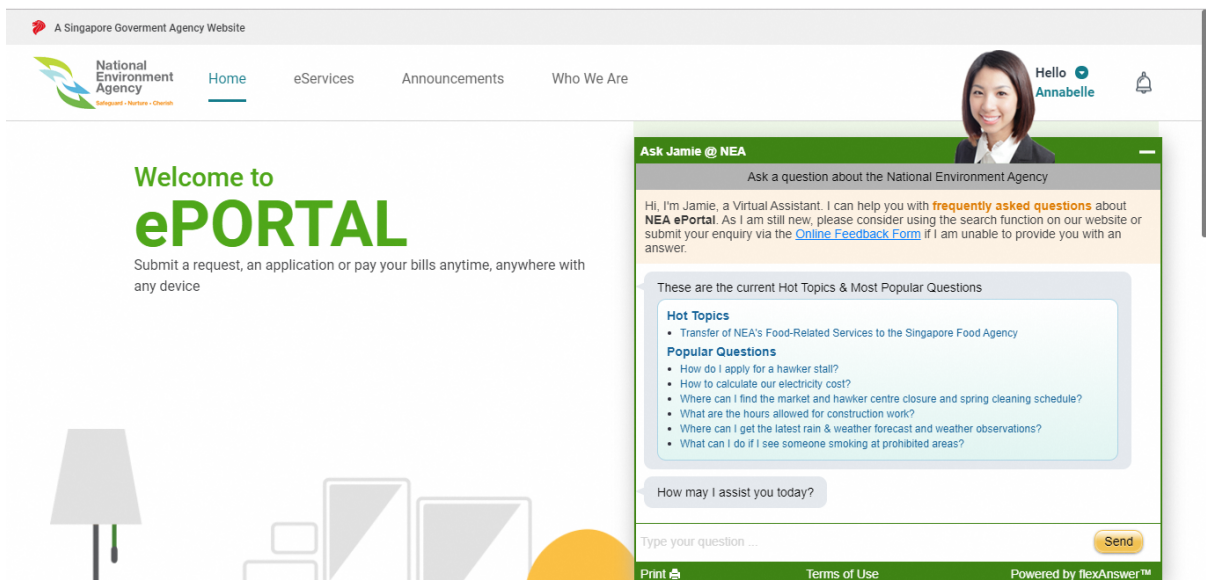 A Singapore Goverment Agency Website
National
Environment
Agency
Safeguard - Nurture - Cherish
Home
eServices
Announcements
Who We Are
Hello
Annabelle
Welcome to
ePORTAL
Submit a request, an application or pay your bills anytime, anywhere with
any device
Ask Jamie @ NEA
Ask a question about the National Environment Agency
Hi, I'm Jamie, a Virtual Assistant. I can help you with frequently asked questions about
NEA ePortal. As I am still new, please consider using the search function on our website or
submit your enquiry via the Online Feedback Form if I am unable to provide you with an
answer.
These are the current Hot Topics & Most Popular Questions
Hot Topics
Transfer of NEA's Food-Related Services to the Singapore Food Agency
Popular Questions
How do I apply for a hawker stall?
How to calculate our electricity cost?
Where can I find the market and hawker centre closure and spring cleaning schedule?
What are the hours allowed for construction work?
Where can I get the latest rain & weather forecast and weather observations?
What can I do if I see someone smoking at prohibited areas?
How may I assist you today?
Type your question ...
Send
Print
Terms of Use
Powered by flexAnswer™